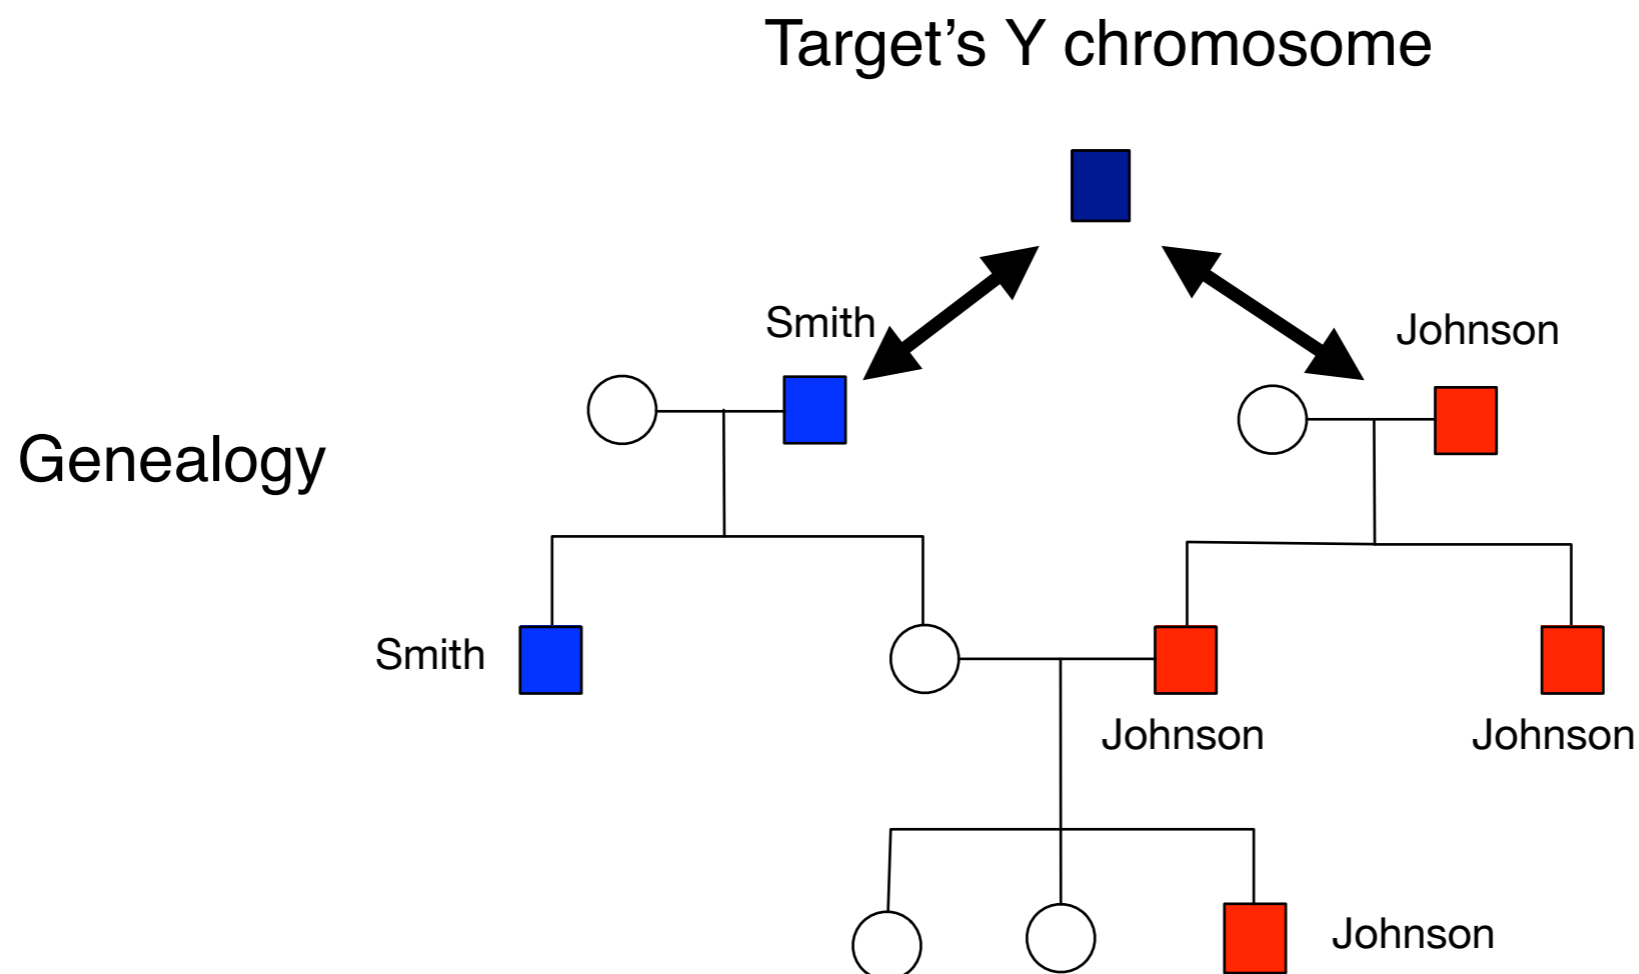 Target’s Y chromosome
Smith
Johnson
Genealogy
Smith
Johnson
Johnson
Johnson